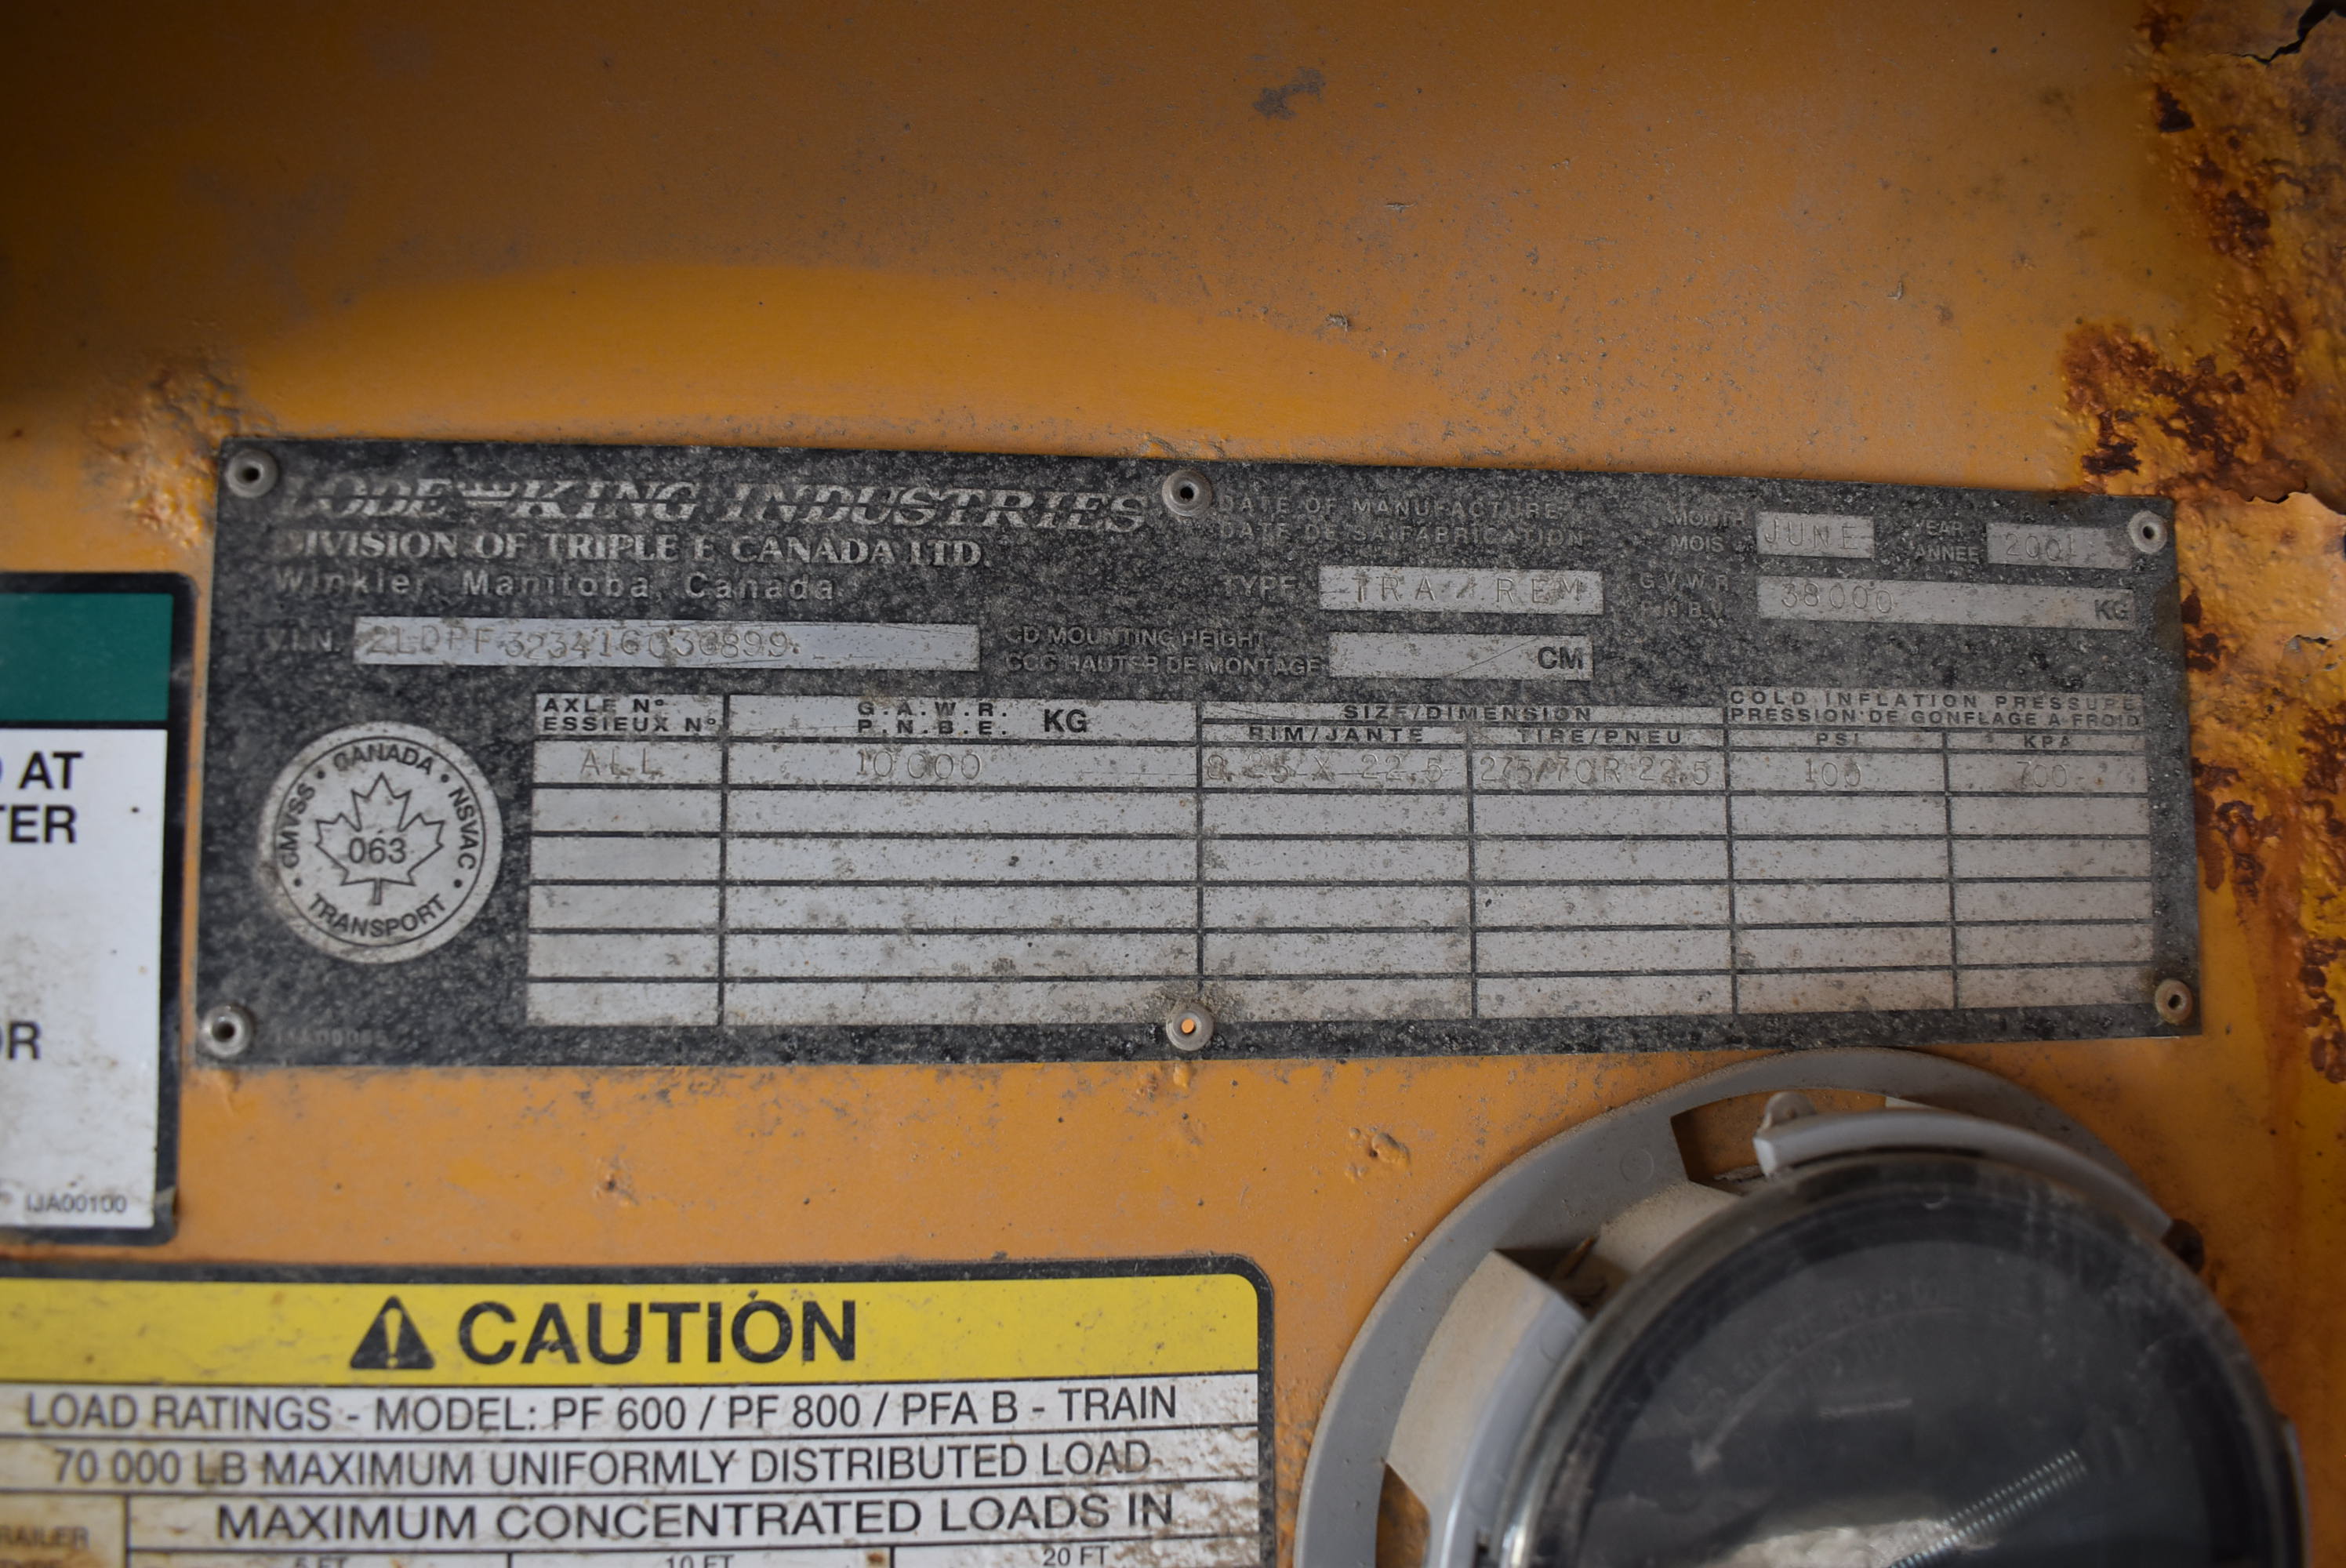 LODE-KING INDUSTRIES
DIVISION OF TRIPLE E CANADA LTD.
Winkler, Manitoba, Canada
DATE OF MANUFACTURE
DATE DE SA FABRICATION
MONTH
MOIS
JUNE
YEAR
ANNEE
2001
TYPE
TRA/REM
G.V.W.R.
P.N.B.V.
38000
KG
V.I.N.
CD MOUNTING HEIGHT
CCG HAUTER DE MONTAGE
CM
AXLE Nº
ESSIEUX Nº
G.A.W.R.
P.N.B.E. KG
SIZE/DIMENSION
RIM/JANTE
TIRE/PNEU
COLD INFLATION PRESSURE
PRESSION DE GONFLAGE A FROID
PSI
KPA
ALL
10000
8.25 X 22.5
275/70R 22.5
100
700
CANADA • NSVAC • TRANSPORT • CMVSS •
063
AT
TER
OR
IJA00100
CAUTION
LOAD RATINGS - MODEL: PF 600 / PF 800 / PFA B - TRAIN
70 000 LB MAXIMUM UNIFORMLY DISTRIBUTED LOAD
MAXIMUM CONCENTRATED LOADS IN
RAILER
5 FT
10 FT
20 FT